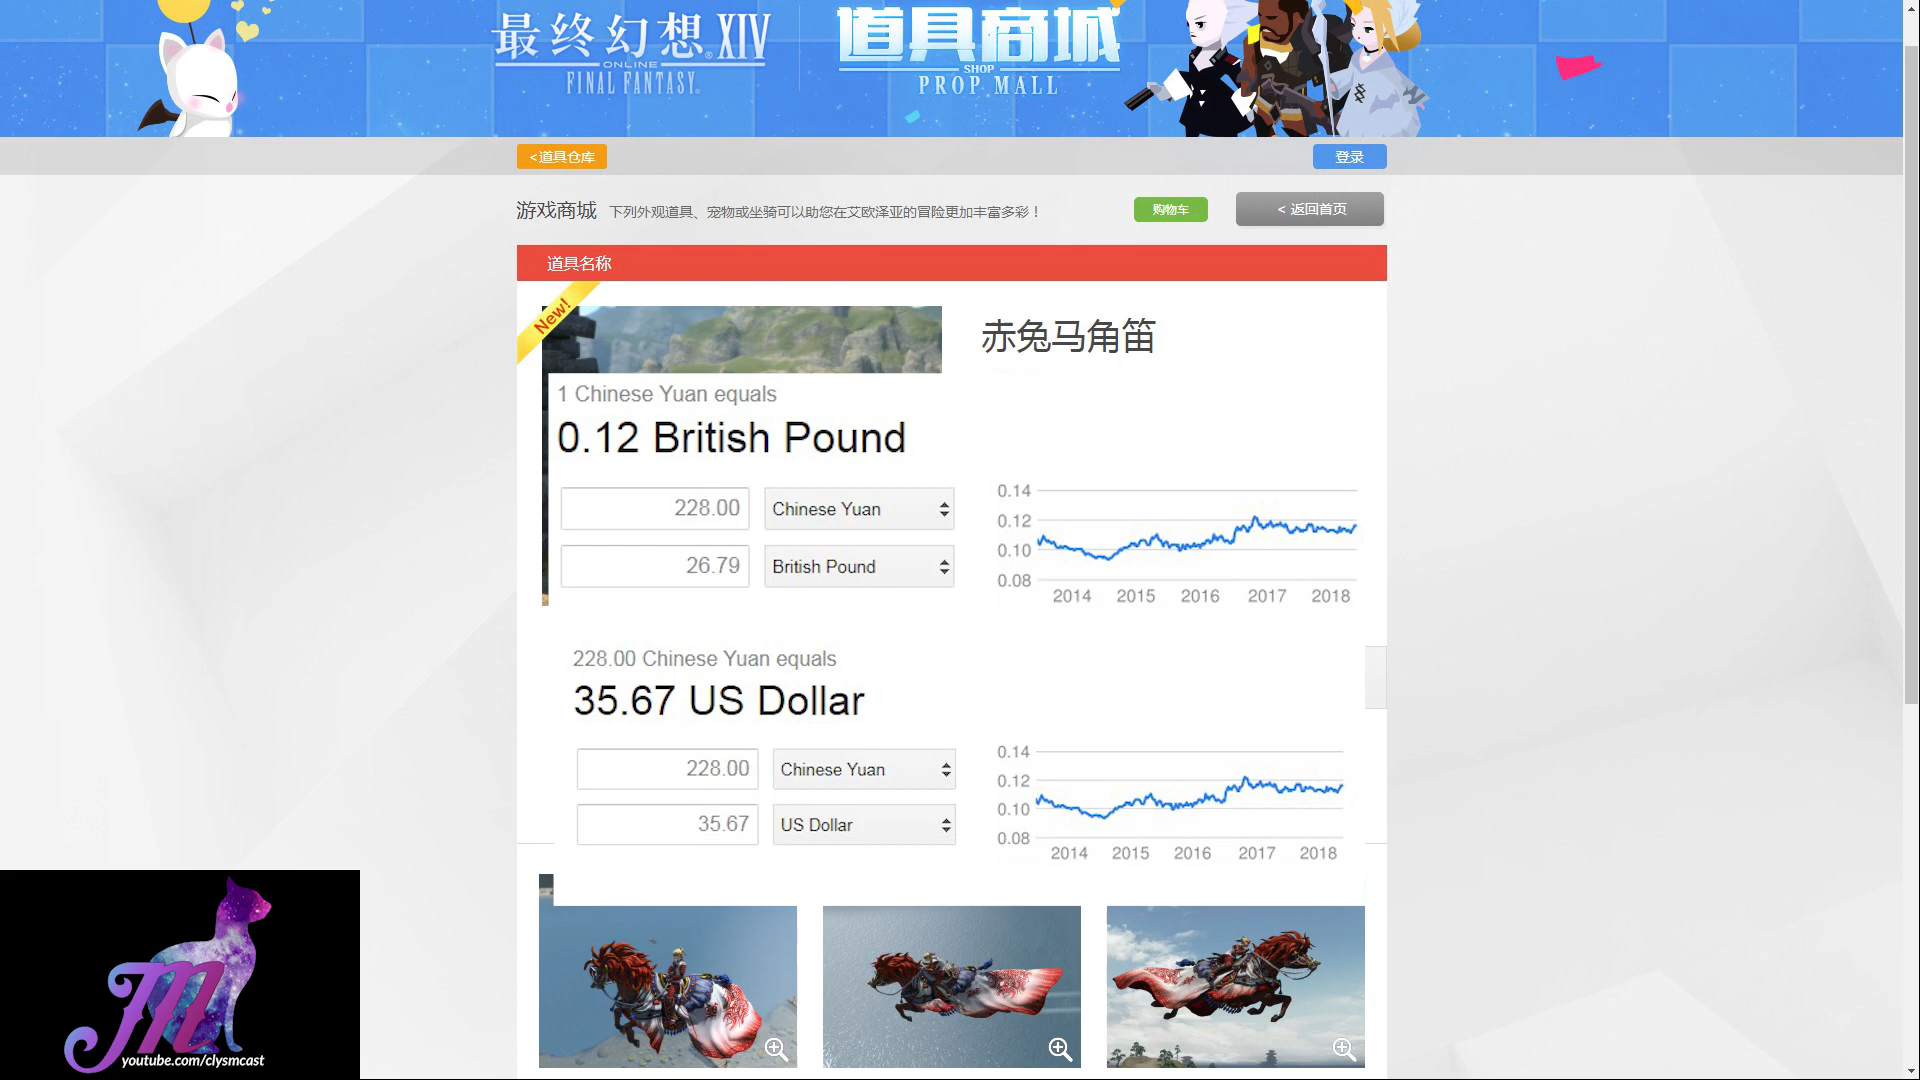 最终幻想XIV
ONLINE
FINAL FANTASY
道具商城
SHOP
PROP MALL
<道具仓库
登录
游戏商城 下列外观道具、宠物或坐骑可以助您在艾欧泽亚的冒险更加丰富多彩！
购物车
< 返回首页
道具名称
New!
赤兔马角笛
1 Chinese Yuan equals
0.12 British Pound
228.00 Chinese Yuan
26.79 British Pound
0.14
0.12
0.10
0.08
2014 2015 2016 2017 2018
228.00 Chinese Yuan equals
35.67 US Dollar
228.00 Chinese Yuan
35.67 US Dollar
0.14
0.12
0.10
0.08
2014 2015 2016 2017 2018
JM
youtube.com/clysmcast